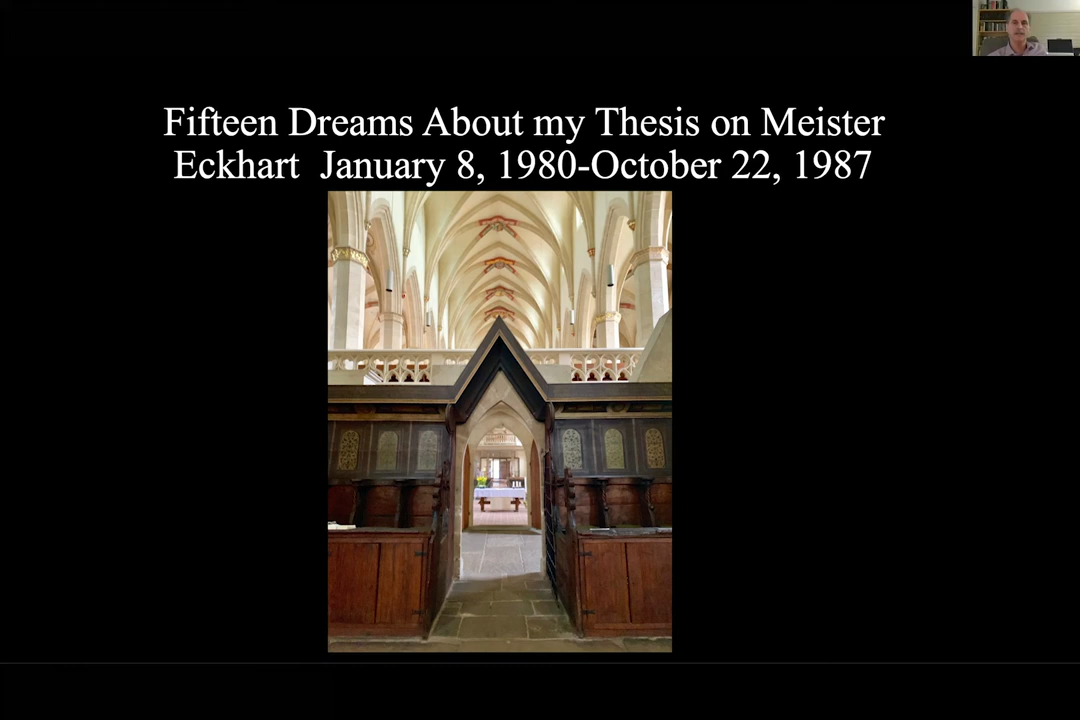 Fifteen Dreams About my Thesis on Meister
Eckhart  January 8, 1980-October 22, 1987